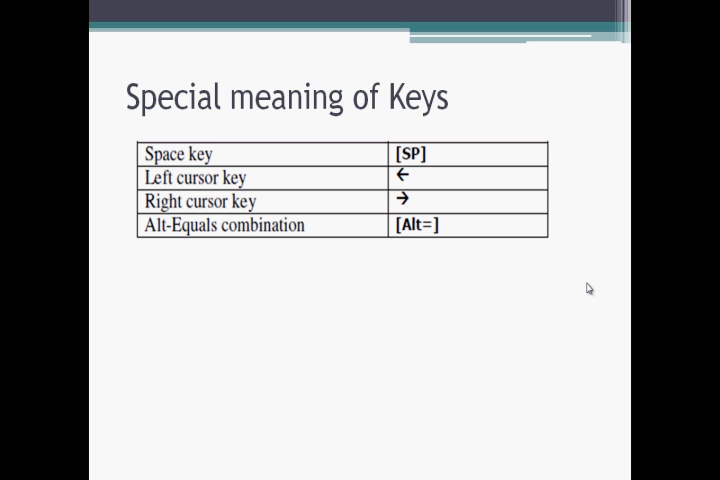 Special meaning of Keys
Space key [SP]
Left cursor key ←
Right cursor key →
Alt-Equals combination [Alt=]